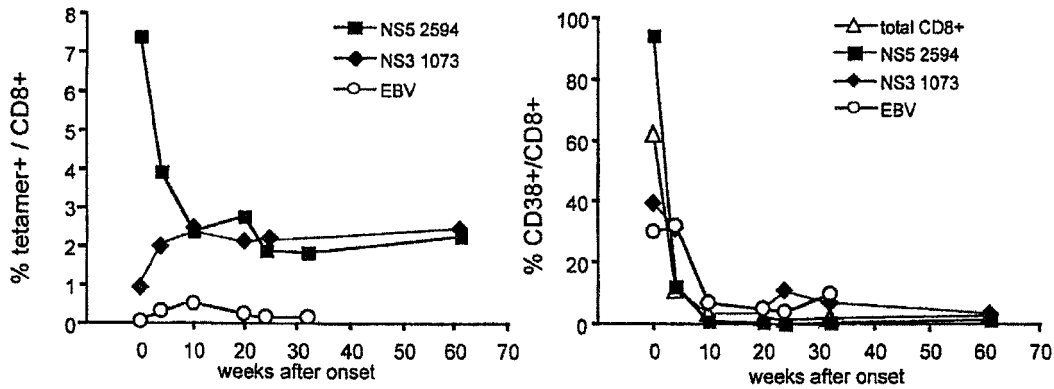 % tetamer+ / CD8+
8
7
6
5
4
3
2
1
0
NS5 2594
NS3 1073
EBV
0 10 20 30 40 50 60 70
weeks after onset
% CD38+/CD8+
100
80
60
40
20
0
total CD8+
NS5 2594
NS3 1073
EBV
0 10 20 30 40 50 60 70
weeks after onset